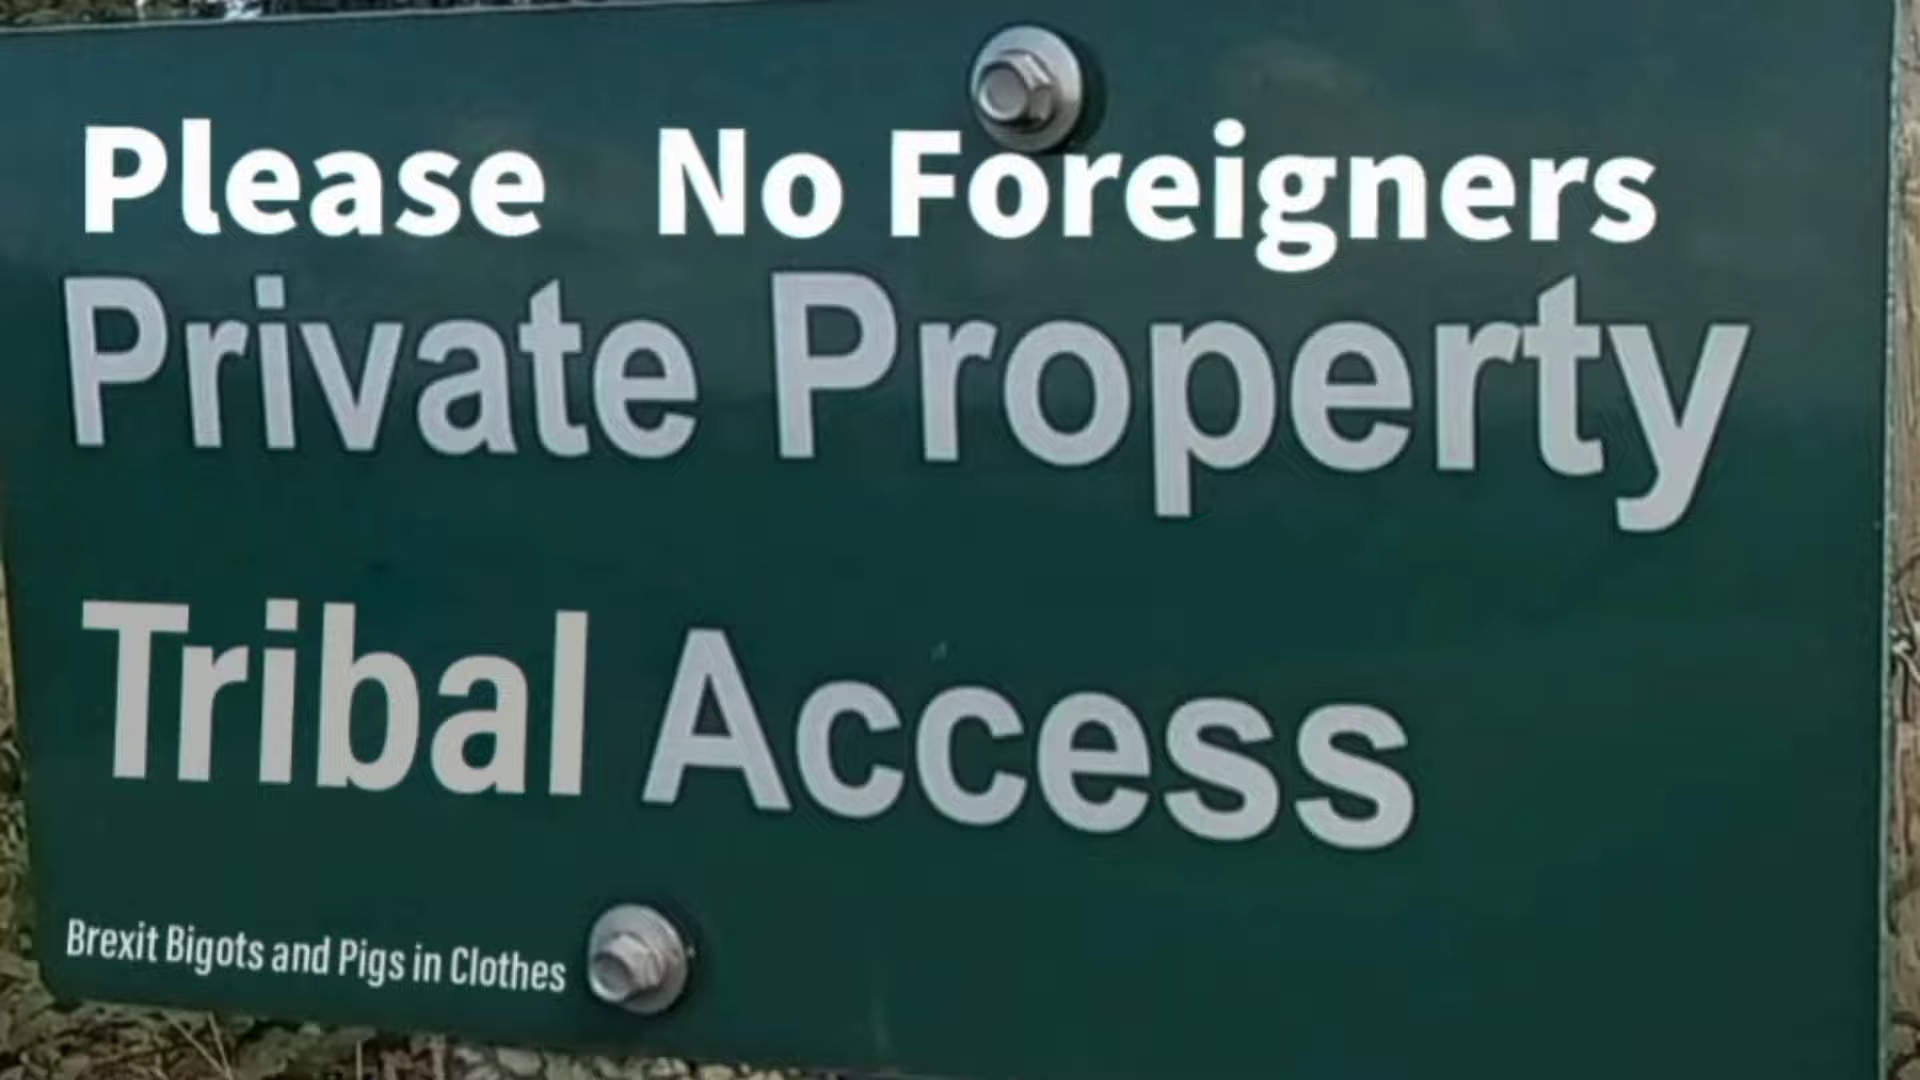 Please No Foreigners
Private Property
Tribal Access
Brexit Bigots and Pigs in Clothes